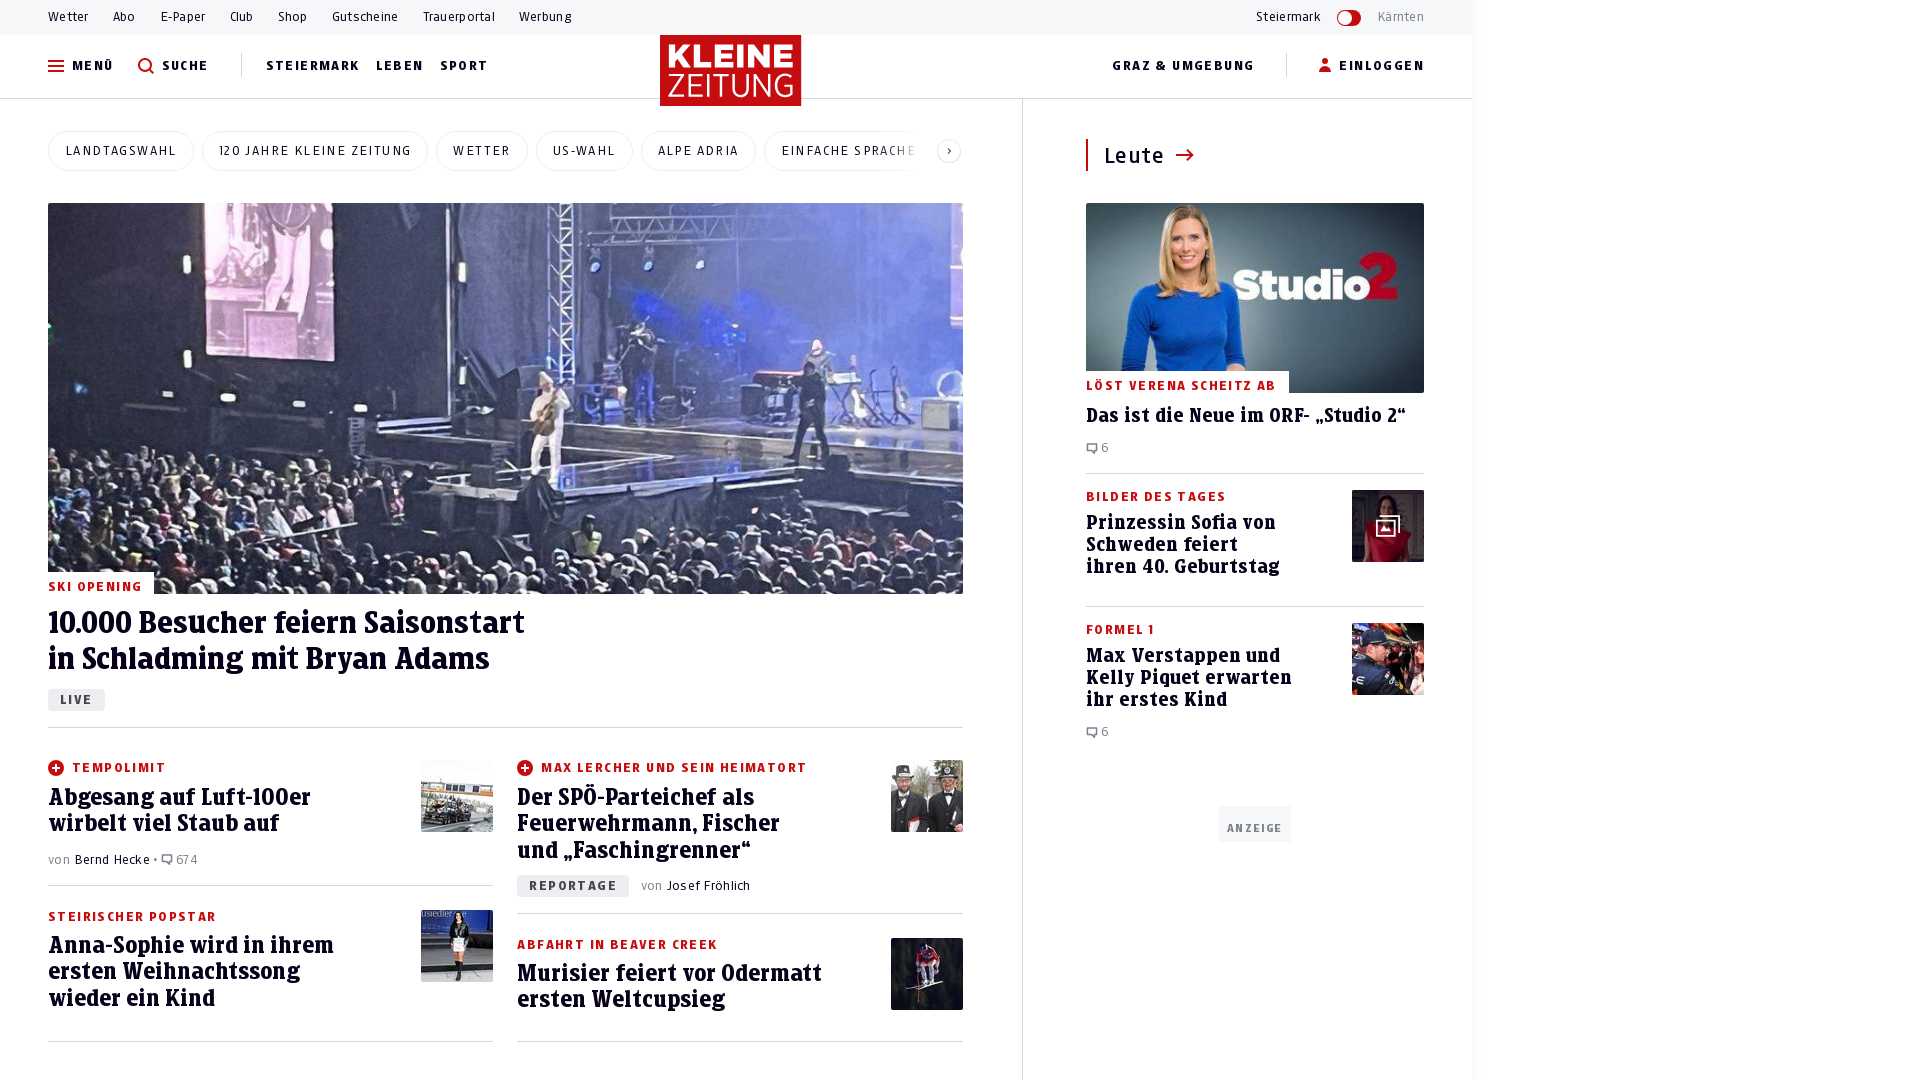 Wetter Abo E-Paper Club Shop Gutscheine Trauerportal Werbung Steiermark Kärnten
MENÜ SUCHE STEIERMARK LEBEN SPORT KLEINE ZEITUNG GRAZ & UMGEBUNG EINLOGGEN
LANDTAGSWAHL 120 JAHRE KLEINE ZEITUNG WETTER US-WAHL ALPE ADRIA EINFACHE SPRACHE
SKI OPENING
10.000 Besucher feiern Saisonstart
in Schladming mit Bryan Adams
LIVE
TEMPOLIMIT
Abgesang auf Luft-100er
wirbelt viel Staub auf
von Bernd Hecke • 674
STEIRISCHER POPSTAR
Anna-Sophie wird in ihrem
ersten Weihnachtssong
wieder ein Kind
MAX LERCHER UND SEIN HEIMATORT
Der SPÖ-Parteichef als
Feuerwehrmann, Fischer
und „Faschingrenner“
REPORTAGE von Josef Fröhlich
ABFAHRT IN BEAVER CREEK
Murisier feiert vor Odermatt
ersten Weltcupsieg
Leute
Studio 2
LÖST VERENA SCHEITZ AB
Das ist die Neue im ORF- „Studio 2“
6
BILDER DES TAGES
Prinzessin Sofia von
Schweden feiert
ihren 40. Geburtstag
FORMEL 1
Max Verstappen und
Kelly Piquet erwarten
ihr erstes Kind
6
ANZEIGE